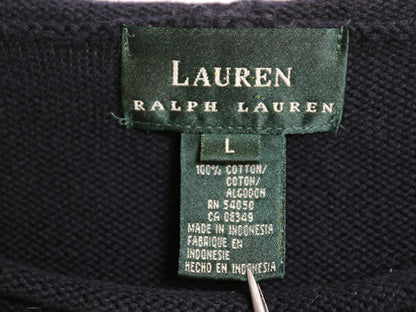 LAUREN
RALPH LAUREN
L
100% COTTON/
COTON/
ALGODON
RN 54058
CA 08349
MADE IN INDONESIA
FABRIQUE EN
INDONESIE
HECHO EN INDONESIA